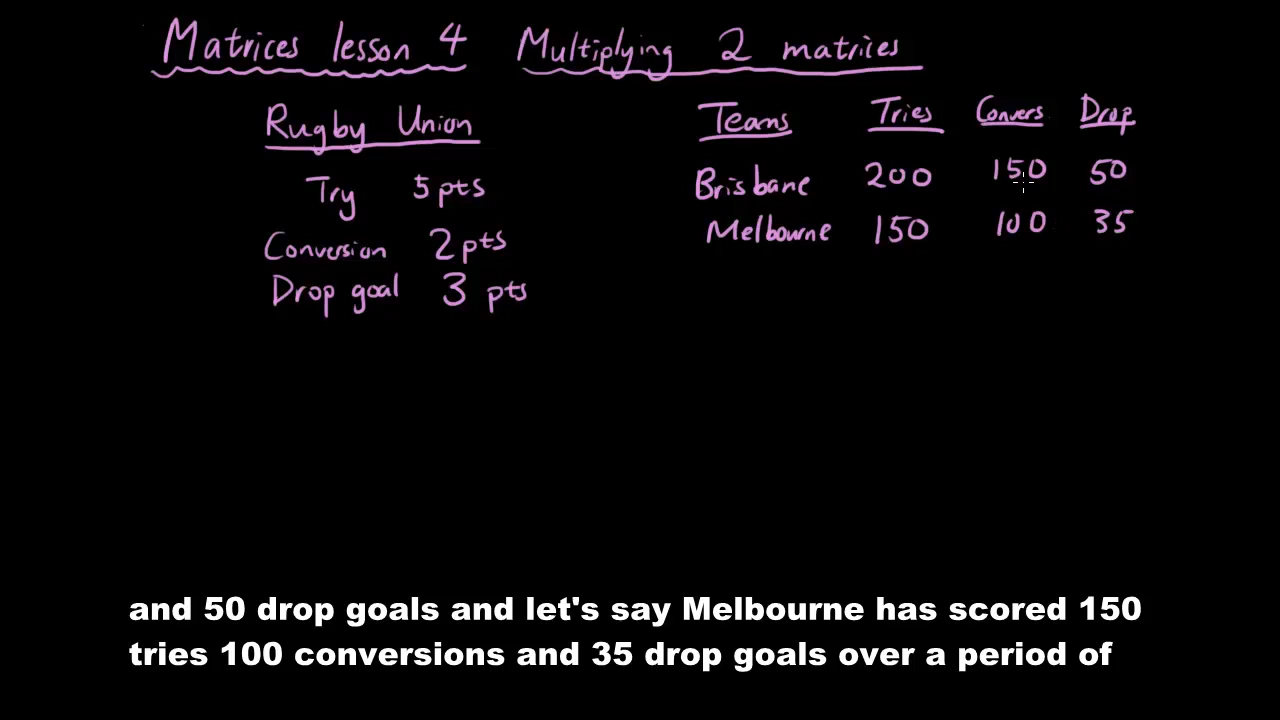 Matrices lesson 4 Multiplying 2 matrices
Rugby Union
Try 5 pts
Conversion 2 pts
Drop goal 3 pts
Teams Tries Convers Drop
Brisbane 200 150 50
Melbourne 150 100 35
and 50 drop goals and let's say Melbourne has scored 150
tries 100 conversions and 35 drop goals over a period of